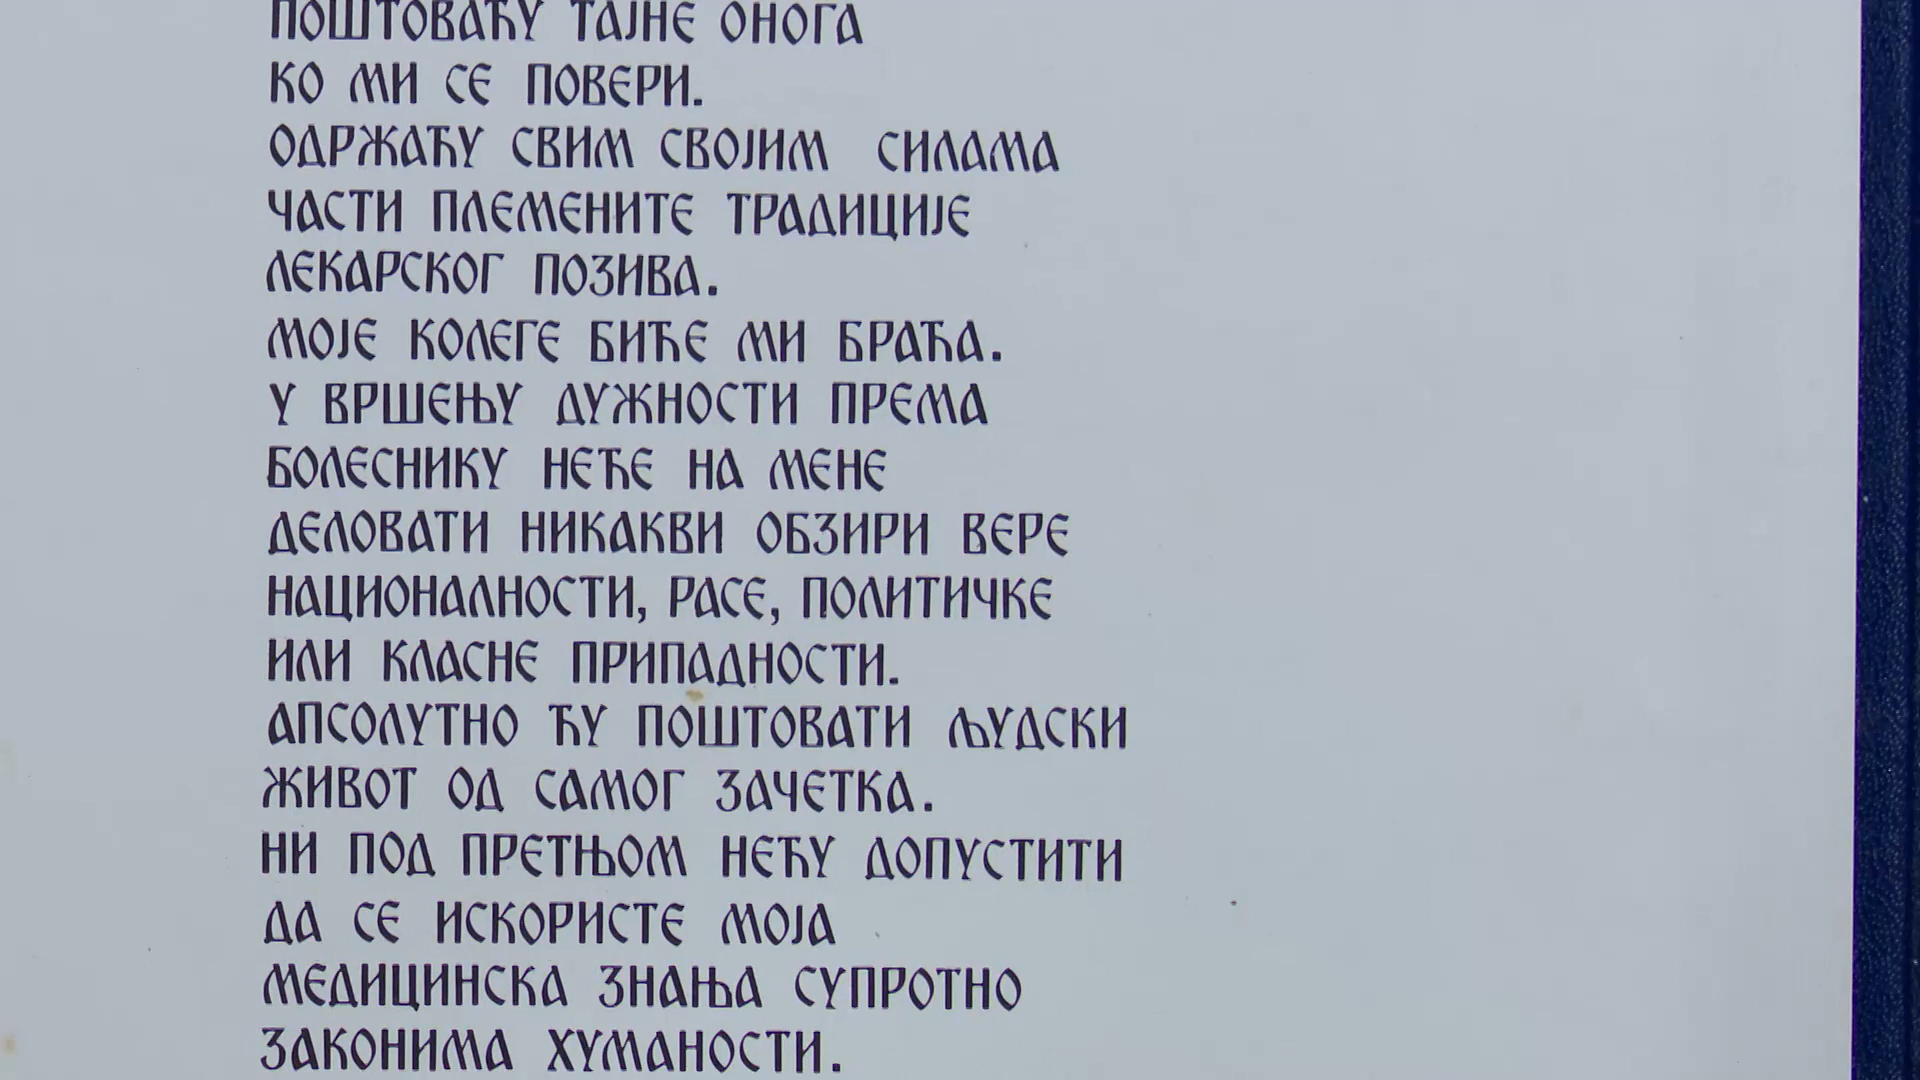 ПОШТОВАЋУ ТАЈНЕ ОНОГА
КО МИ СЕ ПОВЕРИ.
ОДРЖАЋУ СВИМ СВОЈИМ СИЛАМА
ЧАСТИ ПЛЕМЕНИТЕ ТРАДИЦИЈЕ
ЛЕКАРСКОГ ПОЗИВА.
МОЈЕ КОЛЕГЕ БИЋЕ МИ БРАЋА.
У ВРШЕЊУ ДУЖНОСТИ ПРЕМА
БОЛЕСНИКУ НЕЋЕ НА МЕНЕ
ДЕЛОВАТИ НИКАКВИ ОБЗИРИ ВЕРЕ
НАЦИОНАЛНОСТИ, РАСЕ, ПОЛИТИЧКЕ
ИЛИ КЛАСНЕ ПРИПАДНОСТИ.
АПСОЛУТНО ЋУ ПОШТОВАТИ ЉУДСКИ
ЖИВОТ ОД САМОГ ЗАЧЕТКА.
НИ ПОД ПРЕТЊОМ НЕЋУ ДОПУСТИТИ
ДА СЕ ИСКОРИСТЕ МОЈА
МЕДИЦИНСКА ЗНАЊА СУПРОТНО
ЗАКОНИМА ХУМАНОСТИ.